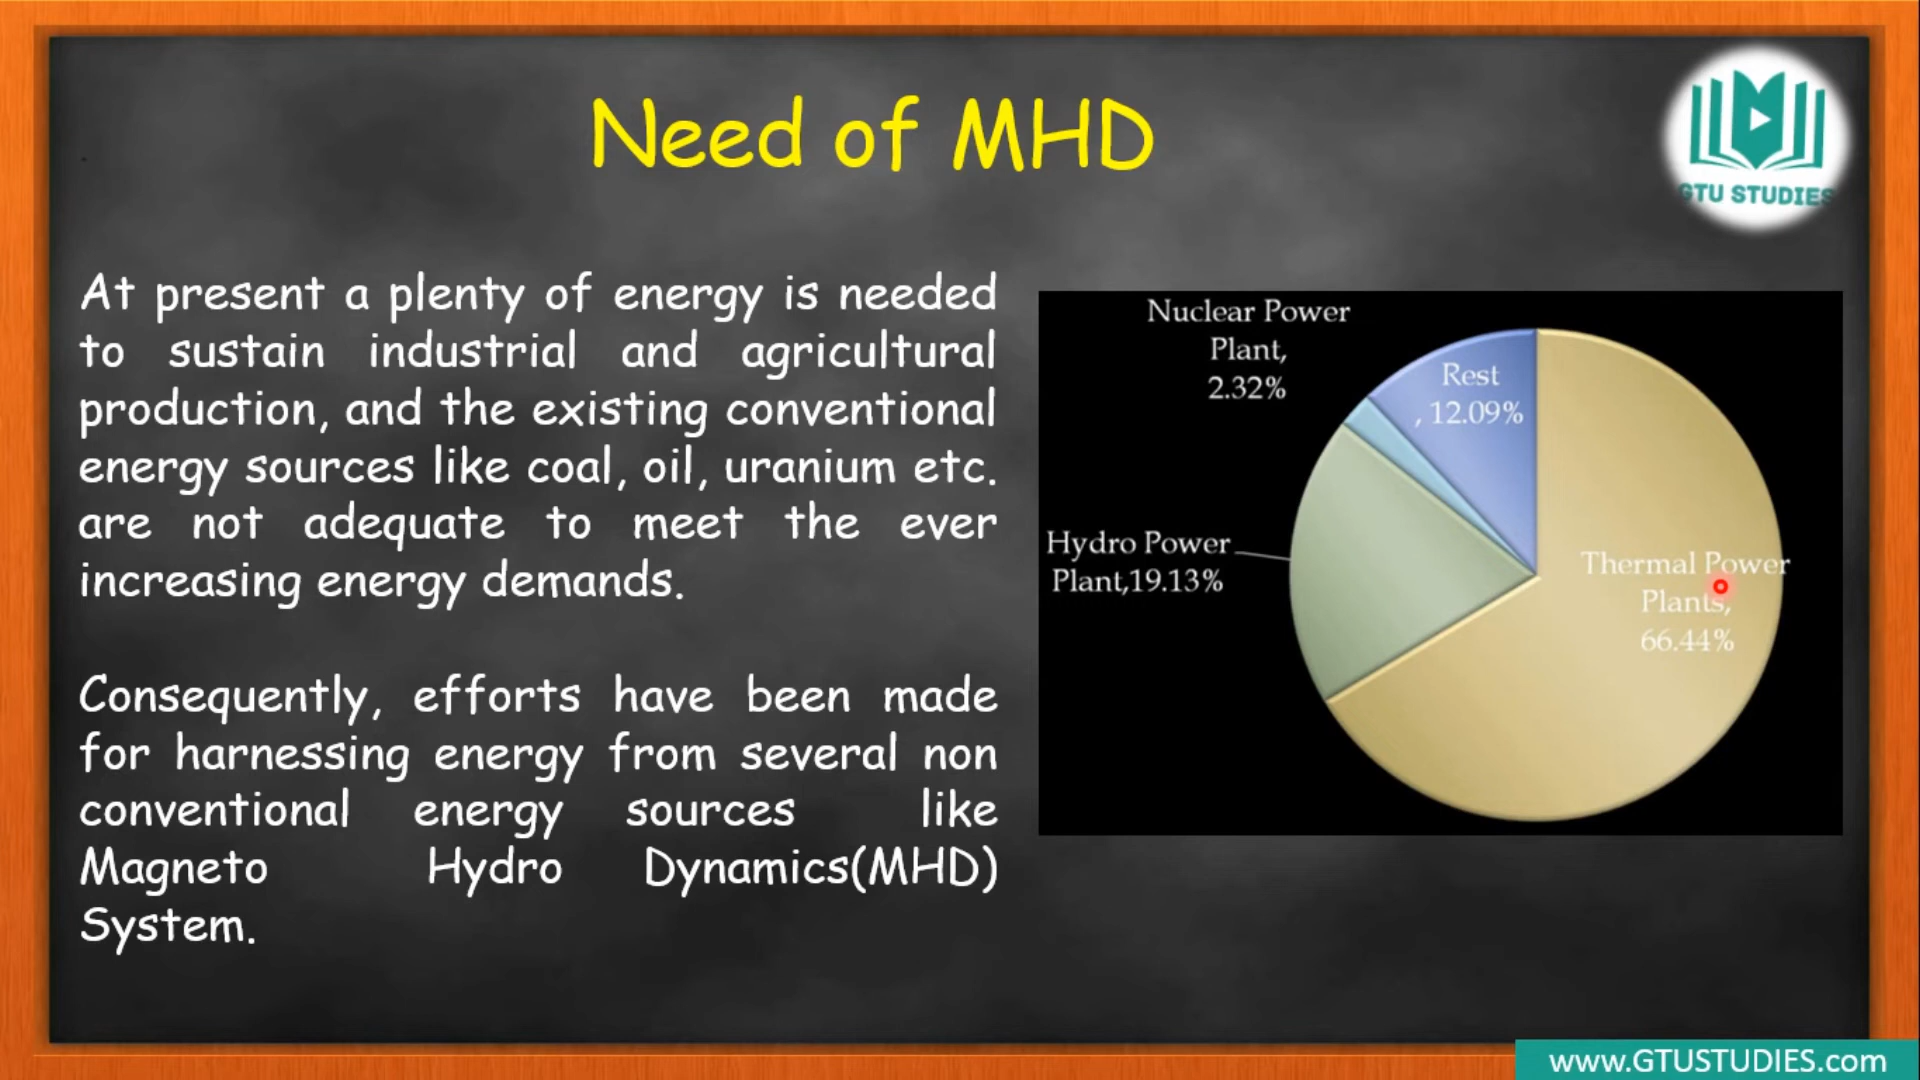 Need of MHD
GTU STUDIES
At present a plenty of energy is needed
to sustain industrial and agricultural
production, and the existing conventional
energy sources like coal, oil, uranium etc.
are not adequate to meet the ever
increasing energy demands.
Consequently, efforts have been made
for harnessing energy from several non
conventional energy sources like
Magneto Hydro Dynamics(MHD)
System.
Nuclear Power
Plant,
2.32%
Rest
, 12.09%
Hydro Power
Plant,19.13%
Thermal Power
Plants,
66.44%
www.GTUSTUDIES.com